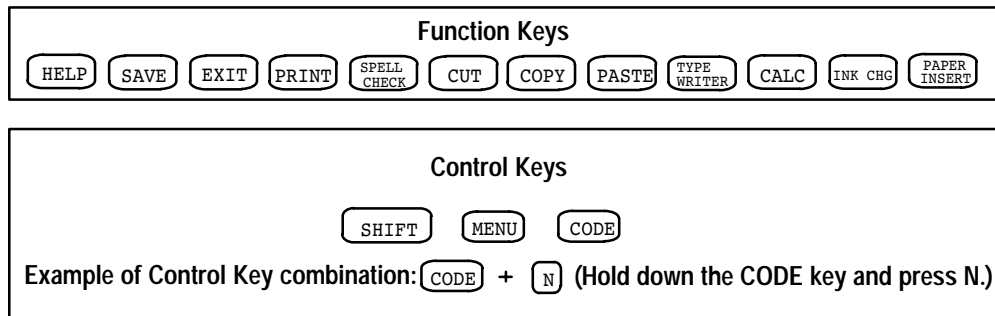 Function Keys
HELP SAVE EXIT PRINT SPELL CHECK CUT COPY PASTE TYPE WRITER CALC INK CHG PAPER INSERT
Control Keys
SHIFT MENU CODE
Example of Control Key combination: CODE + N (Hold down the CODE key and press N.)